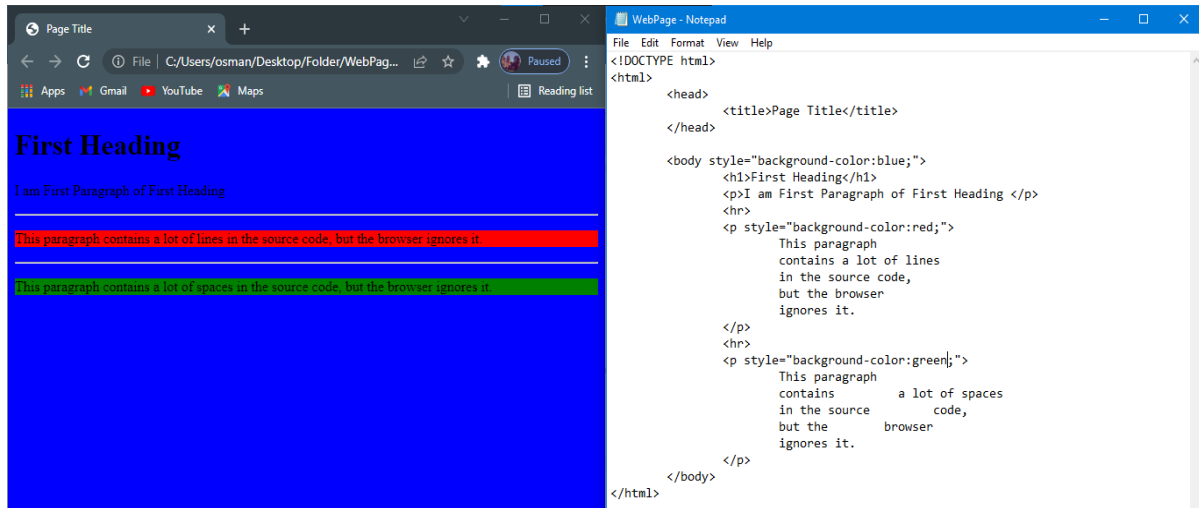 Page Title
File C:/Users/osman/Desktop/Folder/WebPag... Paused
Apps Gmail YouTube Maps Reading list
First Heading
I am First Paragraph of First Heading
This paragraph contains a lot of lines in the source code, but the browser ignores it.
This paragraph contains a lot of spaces in the source code, but the browser ignores it.
WebPage - Notepad
File Edit Format View Help
<!DOCTYPE html>
<html>
<head>
<title>Page Title</title>
</head>
<body style="background-color:blue;">
<h1>First Heading</h1>
<p>I am First Paragraph of First Heading </p>
<hr>
<p style="background-color:red;">
This paragraph
contains a lot of lines
in the source code,
but the browser
ignores it.
</p>
<hr>
<p style="background-color:green;">
This paragraph
contains         a lot of spaces
in the source         code,
but the        browser
ignores it.
</p>
</body>
</html>